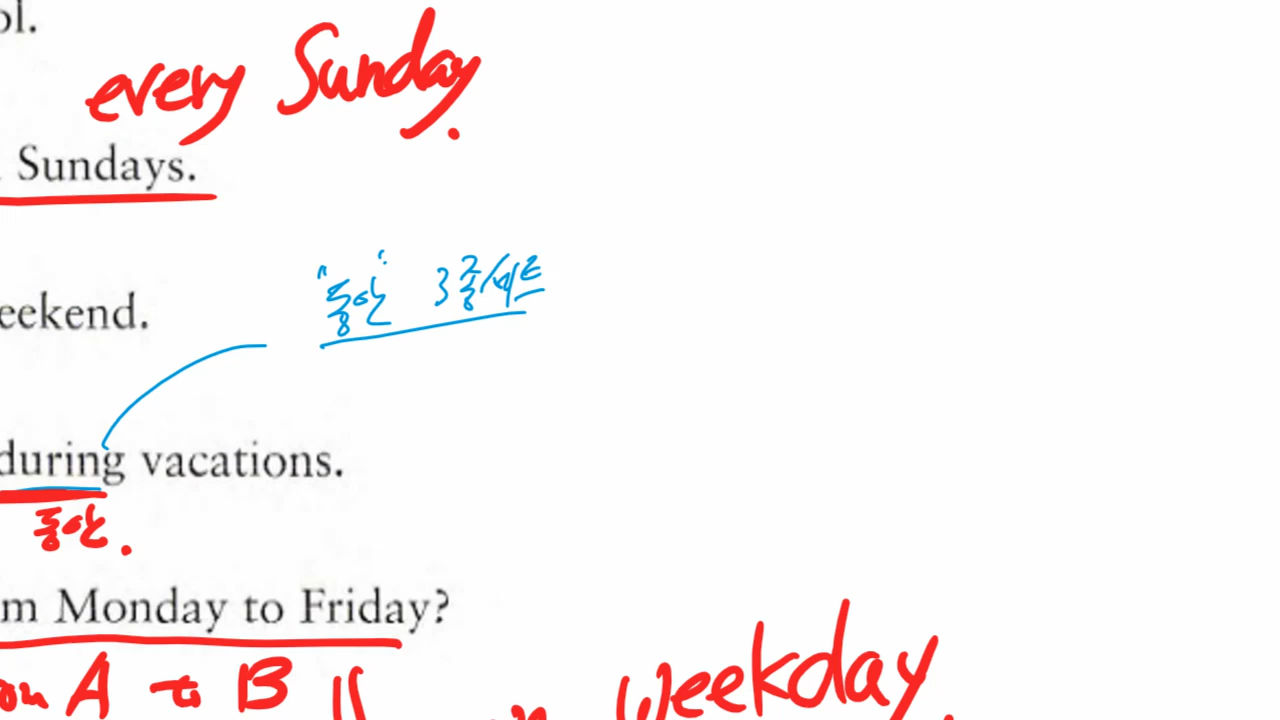 ol.
every Sunday.
Sundays.
"동안" 3종세트
eekend.
during vacations.
동안.
m Monday to Friday?
A to B
weekday.